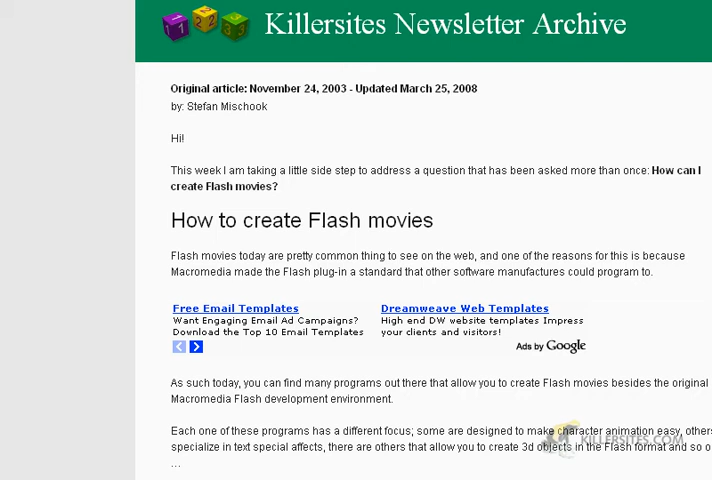 Killersites Newsletter Archive
Original article: November 24, 2003 - Updated March 25, 2008
by: Stefan Mischook
Hi!
This week I am taking a little side step to address a question that has been asked more than once: How can I
create Flash movies?
How to create Flash movies
Flash movies today are pretty common thing to see on the web, and one of the reasons for this is because
Macromedia made the Flash plug-in a standard that other software manufactures could program to.
Free Email Templates
Want Engaging Email Ad Campaigns?
Download the Top 10 Email Templates
Dreamweave Web Templates
High end DW website templates Impress
your clients and visitors!
Ads by Google
As such today, you can find many programs out there that allow you to create Flash movies besides the original
Macromedia Flash development environment.
Each one of these programs has a different focus; some are designed to make character animation easy, others
specialize in text special affects, there are others that allow you to create 3d objects in the Flash format and so o
...
KILLERSITES.COM